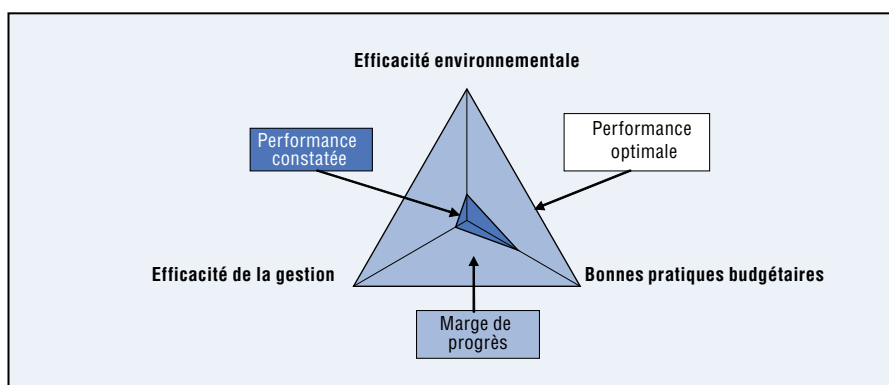 Efficacité environnementale
Performance
constatée
Performance
optimale
Efficacité de la gestion
Bonnes pratiques budgétaires
Marge de
progrès